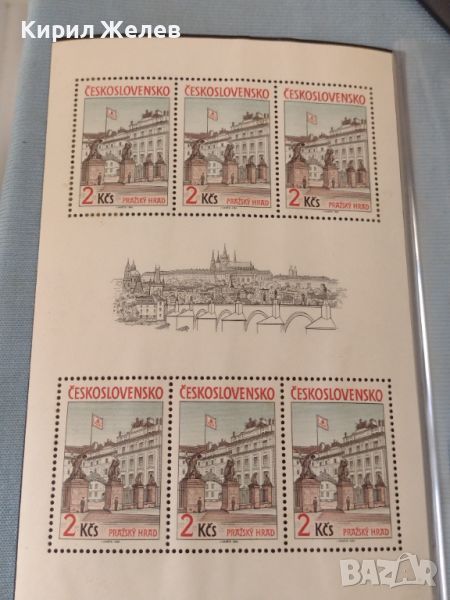 Кирил Желев
ČESKOSLOVENSKO ČESKOSLOVENSKO ČESKOSLOVENSKO
2 Kčs PRAŽSKÝ HRAD 2 Kčs PRAŽSKÝ HRAD 2 Kčs PRAŽSKÝ HRAD
ČESKOSLOVENSKO ČESKOSLOVENSKO ČESKOSLOVENSKO
2 Kčs PRAŽSKÝ HRAD 2 Kčs PRAŽSKÝ HRAD 2 Kčs PRAŽSKÝ HRAD
BAZAR